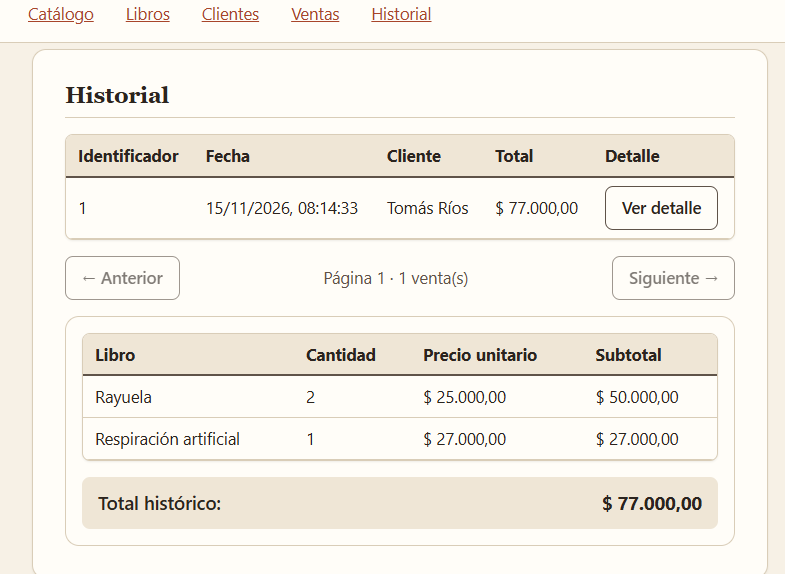 Catálogo Libros Clientes Ventas Historial
Historial
Identificador Fecha Cliente Total Detalle
1 15/11/2026, 08:14:33 Tomás Ríos $ 77.000,00 Ver detalle
← Anterior Página 1 · 1 venta(s) Siguiente →
Libro Cantidad Precio unitario Subtotal
Rayuela 2 $ 25.000,00 $ 50.000,00
Respiración artificial 1 $ 27.000,00 $ 27.000,00
Total histórico: $ 77.000,00